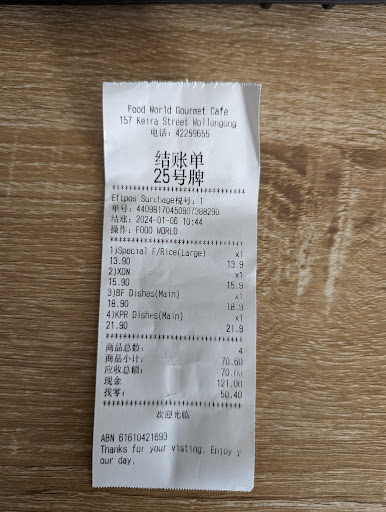 Food World Gourmet Cafe
157 Keira Street Wollongong
电话: 42259655
结账单
25号牌
Eftpos Surchage税号: 1
单号: 44098170450917388290
结账: 2024-01-06 10:44
操作: FOOD WORLD
1)Special F/Rice(Large) x1
13.90 13.9
2)XON x1
15.90 15.9
3)BF Dishes(Main) x1
18.90 18.9
4)KPR Dishes(Main) x1
21.90 21.9
商品总数: 4
商品小计: 70.60
应收总额: 70.60
现金 121.00
找零: 50.40
欢迎光临
ABN 61610421693
Thanks for your visting. Enjoy y
our day.